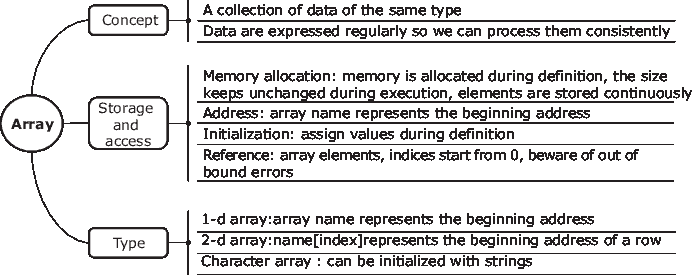 Array
Concept
A collection of data of the same type
Data are expressed regularly so we can process them consistently
Storage
and
access
Memory allocation: memory is allocated during definition, the size
keeps unchanged during execution, elements are stored continuously
Address: array name represents the beginning address
Initialization: assign values during definition
Reference: array elements, indices start from 0, beware of out of
bound errors
Type
1-d array:array name represents the beginning address
2-d array:name[index]represents the beginning address of a row
Character array : can be initialized with strings